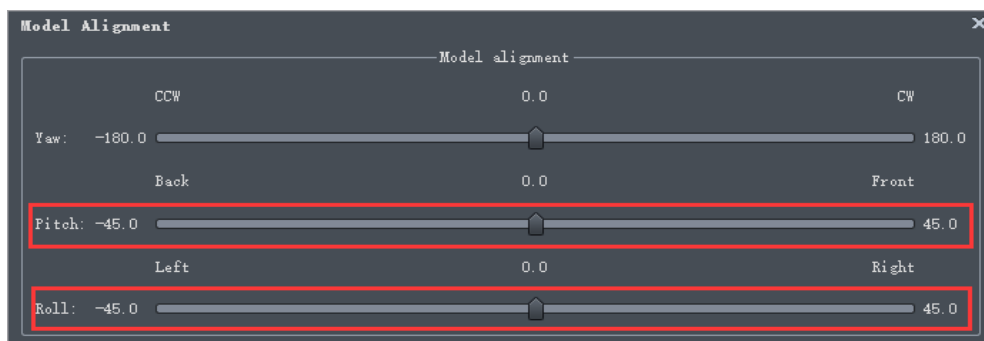 Model Alignment
Model alignment
CCW 0.0 CW
Yaw: -180.0 180.0
Back 0.0 Front
Pitch: -45.0 45.0
Left 0.0 Right
Roll: -45.0 45.0